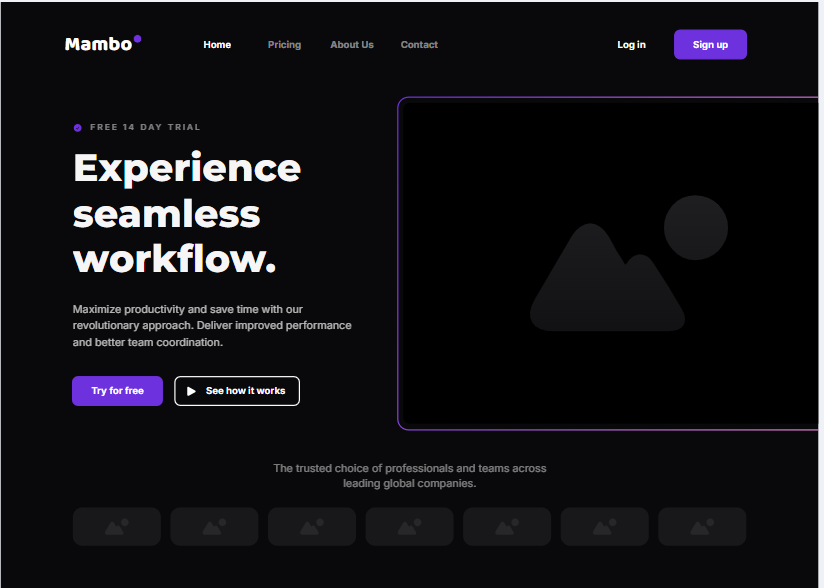 Mambo
Home Pricing About Us Contact Log in Sign up
FREE 14 DAY TRIAL
Experience
seamless
workflow.
Maximize productivity and save time with our
revolutionary approach. Deliver improved performance
and better team coordination.
Try for free See how it works
The trusted choice of professionals and teams across
leading global companies.